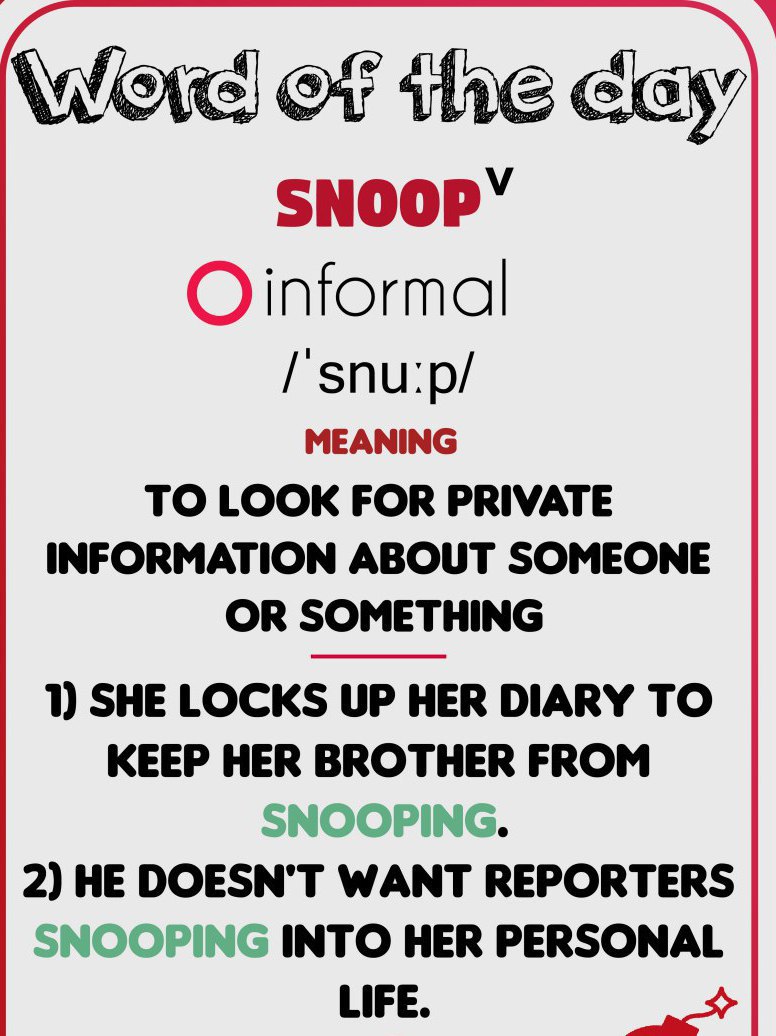 Word of the day
SNOOP V
informal
/ˈsnuːp/
MEANING
TO LOOK FOR PRIVATE
INFORMATION ABOUT SOMEONE
OR SOMETHING
1) SHE LOCKS UP HER DIARY TO
KEEP HER BROTHER FROM
SNOOPING.
2) HE DOESN'T WANT REPORTERS
SNOOPING INTO HER PERSONAL
LIFE.